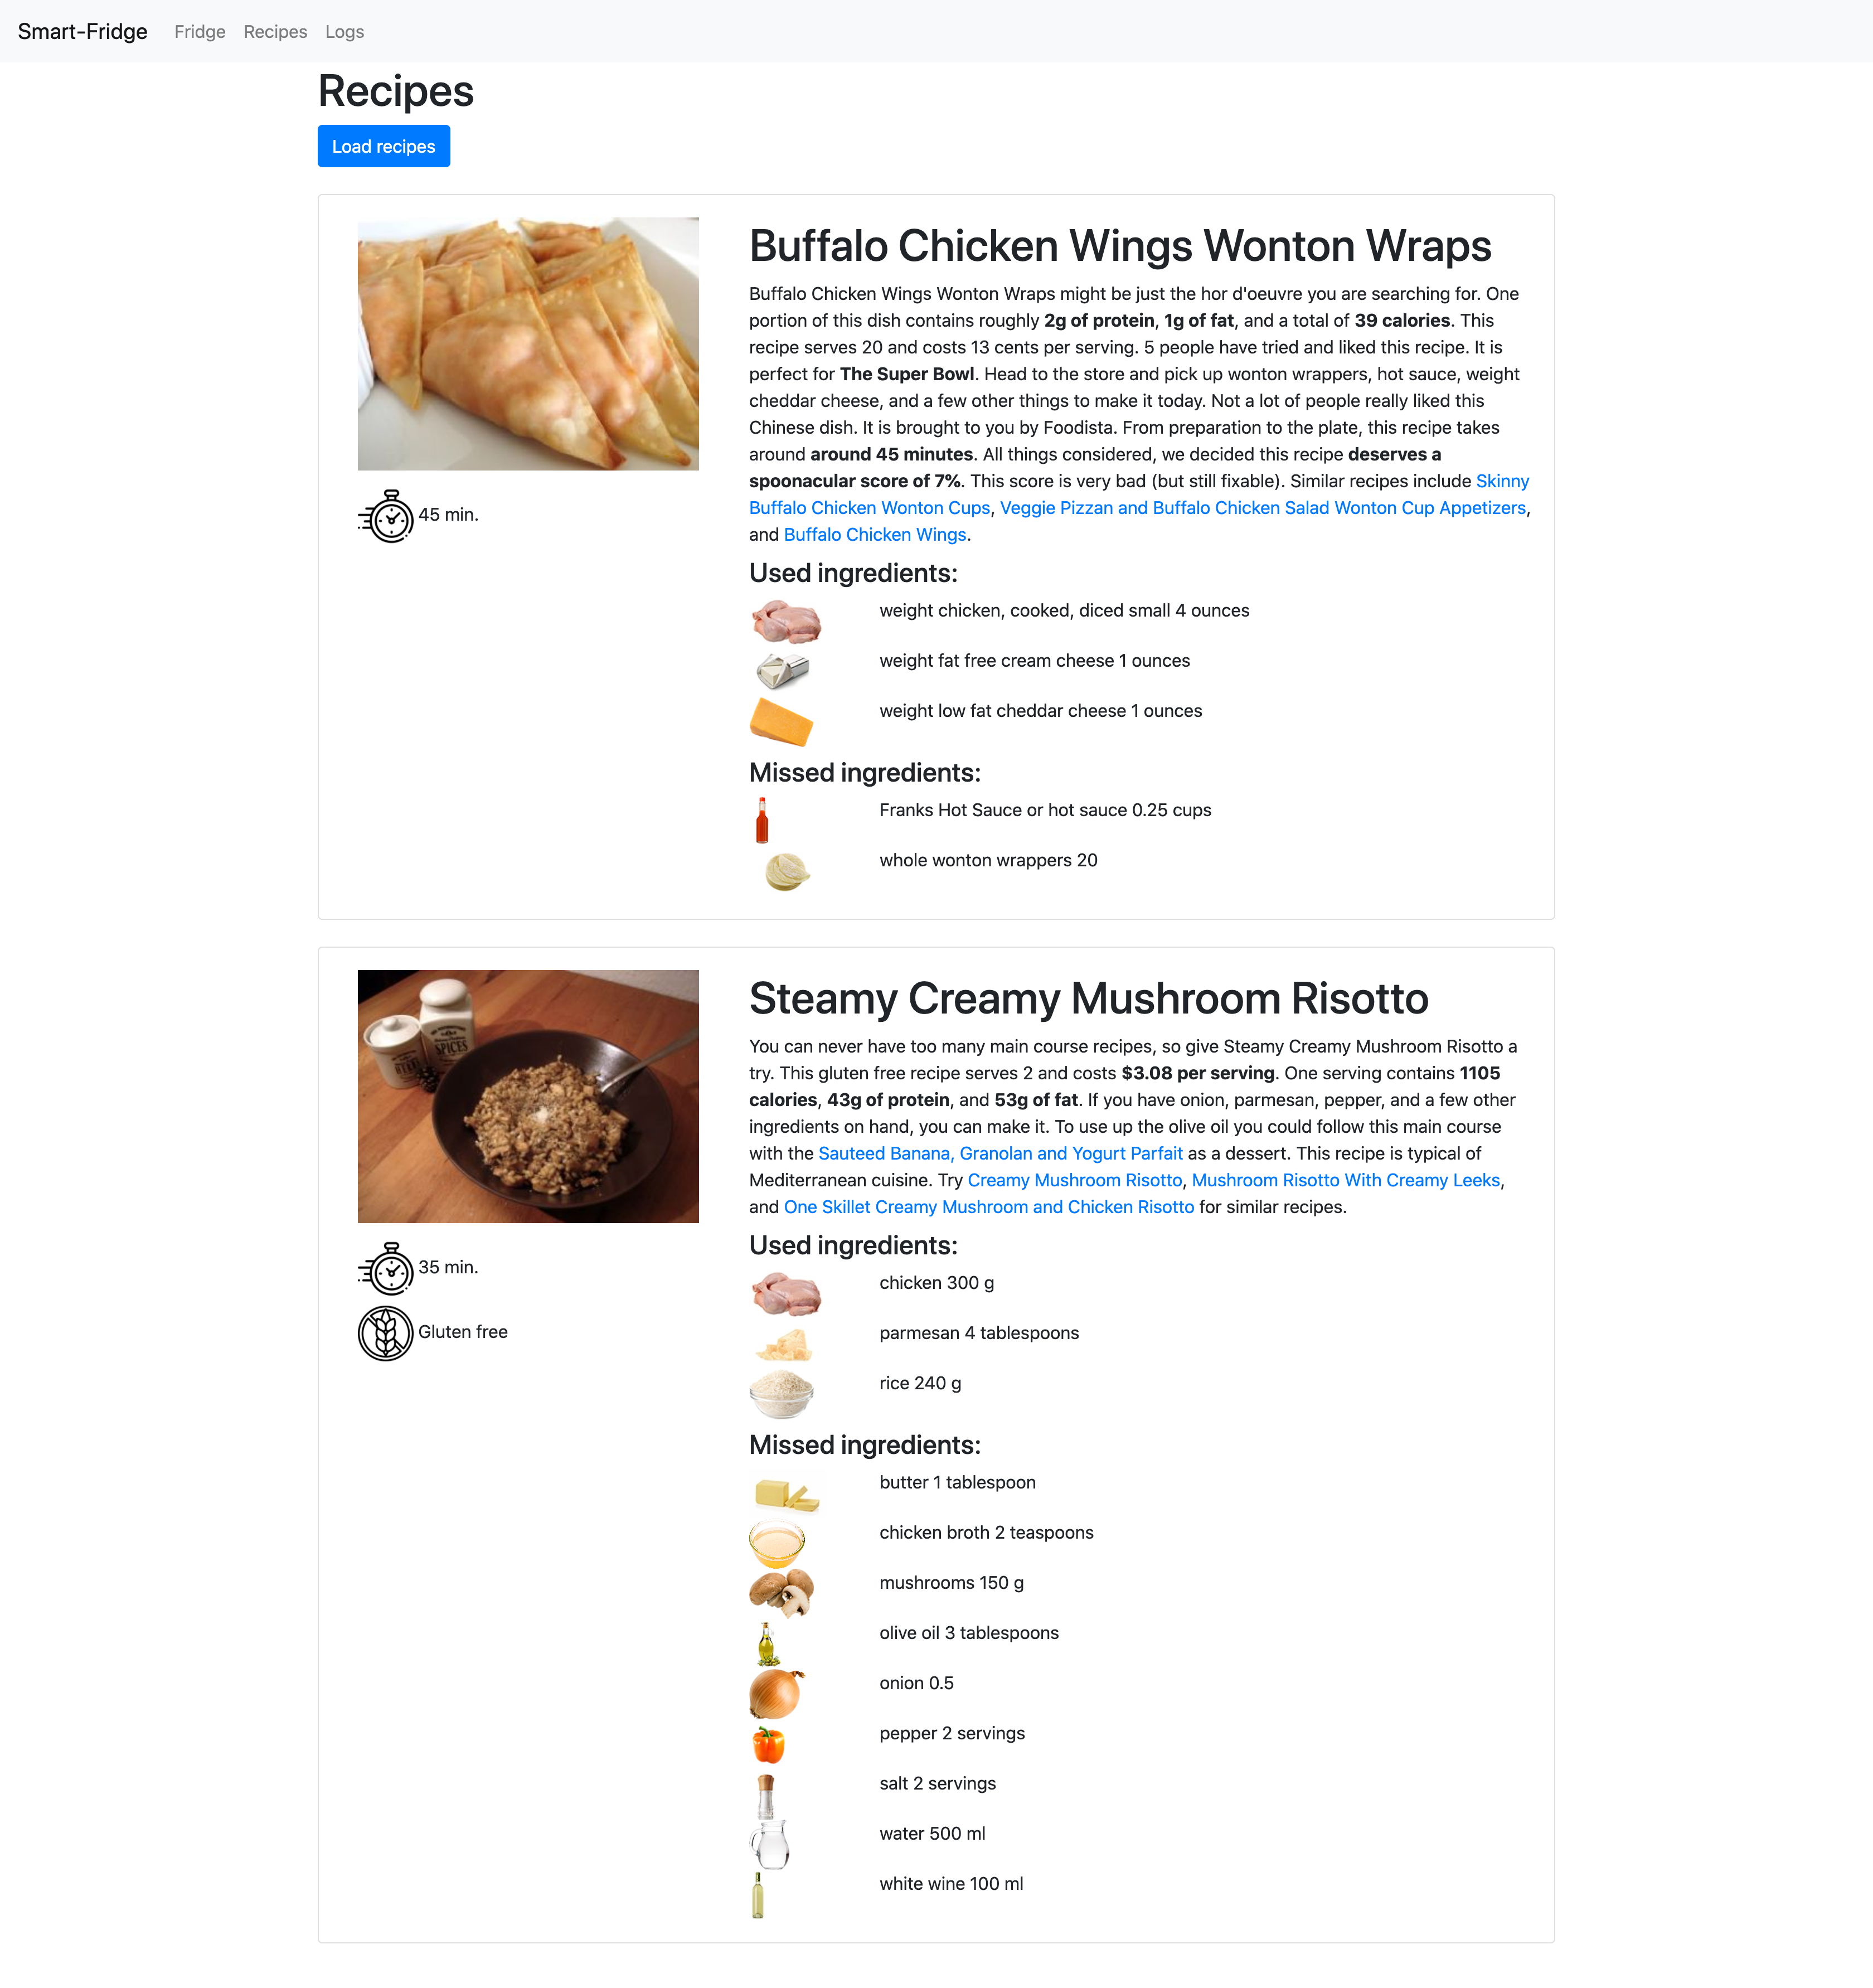 Smart-Fridge Fridge Recipes Logs
Recipes
Load recipes
Buffalo Chicken Wings Wonton Wraps
Buffalo Chicken Wings Wonton Wraps might be just the hor d'oeuvre you are searching for. One
portion of this dish contains roughly 2g of protein, 1g of fat, and a total of 39 calories. This
recipe serves 20 and costs 13 cents per serving. 5 people have tried and liked this recipe. It is
perfect for The Super Bowl. Head to the store and pick up wonton wrappers, hot sauce, weight
cheddar cheese, and a few other things to make it today. Not a lot of people really liked this
Chinese dish. It is brought to you by Foodista. From preparation to the plate, this recipe takes
around around 45 minutes. All things considered, we decided this recipe deserves a
spoonacular score of 7%. This score is very bad (but still fixable). Similar recipes include Skinny
Buffalo Chicken Wonton Cups, Veggie Pizzan and Buffalo Chicken Salad Wonton Cup Appetizers,
and Buffalo Chicken Wings.
45 min.
Used ingredients:
weight chicken, cooked, diced small 4 ounces
weight fat free cream cheese 1 ounces
weight low fat cheddar cheese 1 ounces
Missed ingredients:
Franks Hot Sauce or hot sauce 0.25 cups
whole wonton wrappers 20
SPICES
Steamy Creamy Mushroom Risotto
You can never have too many main course recipes, so give Steamy Creamy Mushroom Risotto a
try. This gluten free recipe serves 2 and costs $3.08 per serving. One serving contains 1105
calories, 43g of protein, and 53g of fat. If you have onion, parmesan, pepper, and a few other
ingredients on hand, you can make it. To use up the olive oil you could follow this main course
with the Sauteed Banana, Granolan and Yogurt Parfait as a dessert. This recipe is typical of
Mediterranean cuisine. Try Creamy Mushroom Risotto, Mushroom Risotto With Creamy Leeks,
and One Skillet Creamy Mushroom and Chicken Risotto for similar recipes.
35 min.
Gluten free
Used ingredients:
chicken 300 g
parmesan 4 tablespoons
rice 240 g
Missed ingredients:
butter 1 tablespoon
chicken broth 2 teaspoons
mushrooms 150 g
olive oil 3 tablespoons
onion 0.5
pepper 2 servings
salt 2 servings
water 500 ml
white wine 100 ml